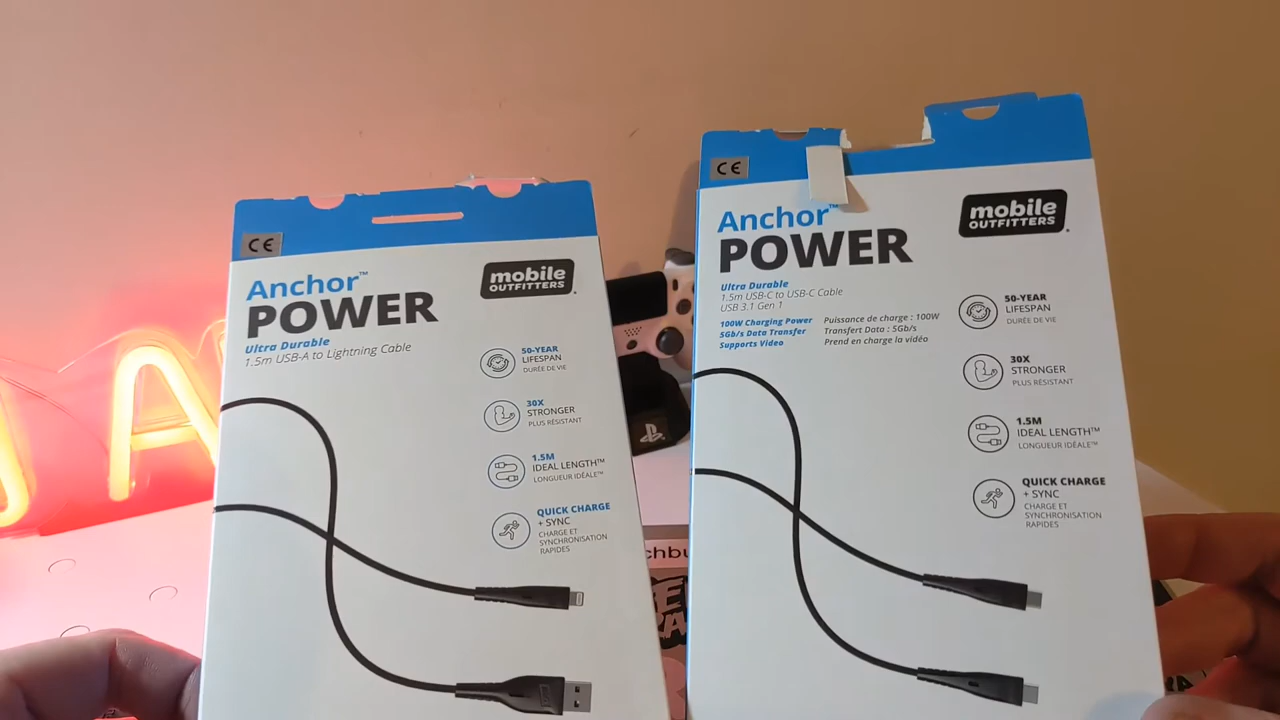 CE
Anchor™
POWER
mobile
OUTFITTERS
Ultra Durable
1.5m USB-A to Lightning Cable
50-YEAR
LIFESPAN
DURÉE DE VIE
30X
STRONGER
PLUS RÉSISTANT
1.5M
IDEAL LENGTH™
LONGUEUR IDÉALE™
QUICK CHARGE
+ SYNC
CHARGE ET
SYNCHRONISATION
RAPIDES
CE
Anchor™
POWER
mobile
OUTFITTERS
Ultra Durable
1.5m USB-C to USB-C Cable
USB 3.1 Gen 1
100W Charging Power
5Gb/s Data Transfer
Supports Video
Puissance de charge : 100W
Transfert Data : 5Gb/s
Prend en charge la vidéo
50-YEAR
LIFESPAN
DURÉE DE VIE
30X
STRONGER
PLUS RÉSISTANT
1.5M
IDEAL LENGTH™
LONGUEUR IDÉALE™
QUICK CHARGE
+ SYNC
CHARGE ET
SYNCHRONISATION
RAPIDES
A
chbu